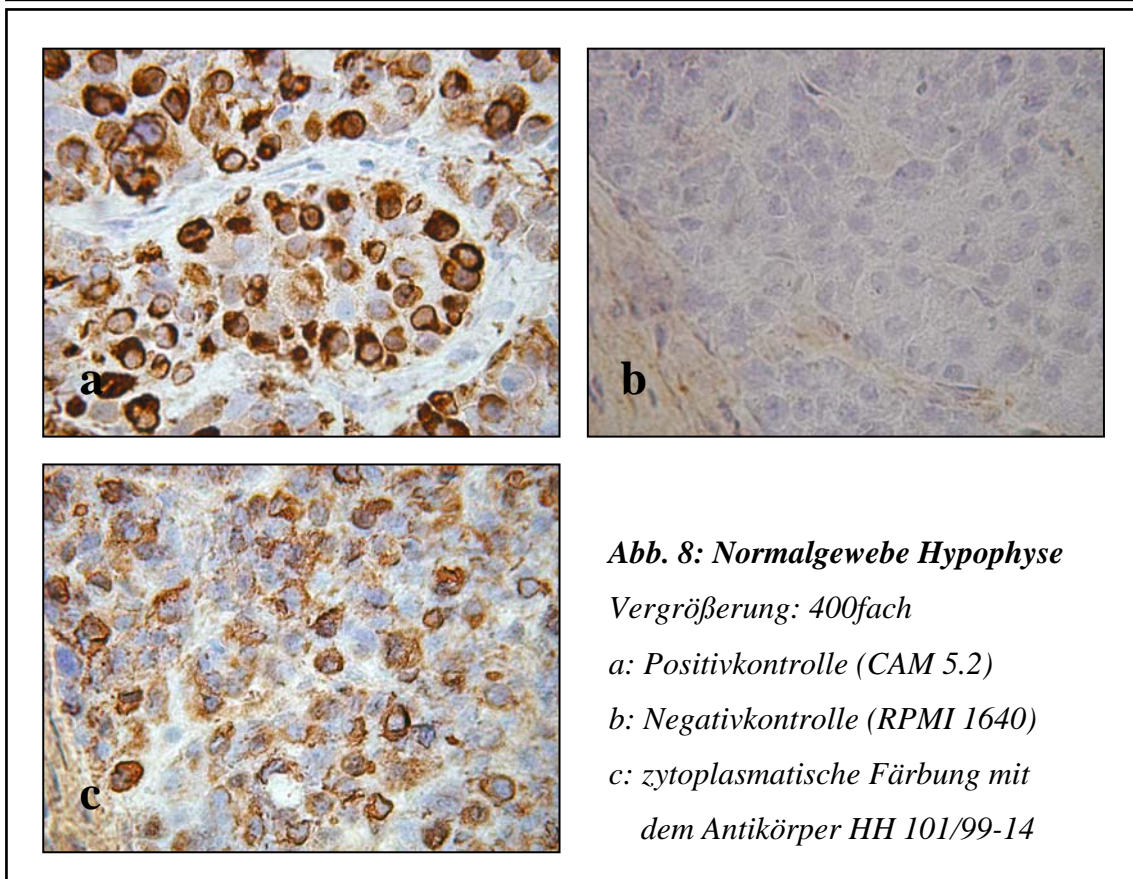 a
b
c
Abb. 8: Normalgewebe Hypophyse
Vergrößerung: 400fach
a: Positivkontrolle (CAM 5.2)
b: Negativkontrolle (RPMI 1640)
c: zytoplasmatische Färbung mit
dem Antikörper HH 101/99-14